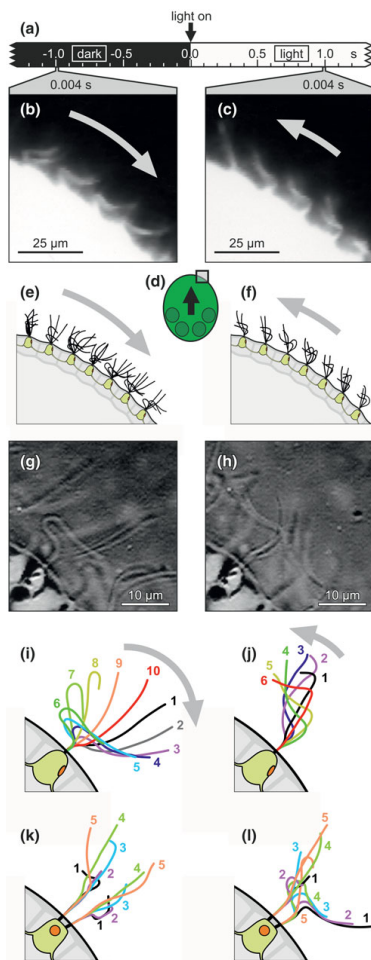 light on
(a)
-1.0 dark -0.5 0.0 0.5 light 1.0 s
0.004 s 0.004 s
(b) (c)
25 µm 25 µm
(d)
(e) (f)
(g) (h)
10 µm 10 µm
(i) (j)
7 8 9 10 6 1 2 3 4 5
3 2 4 1 5 6
(k) (l)
5 4 3 5 4 3 2 1 2 1
5 4 3 4 1 2 3 5 2 1